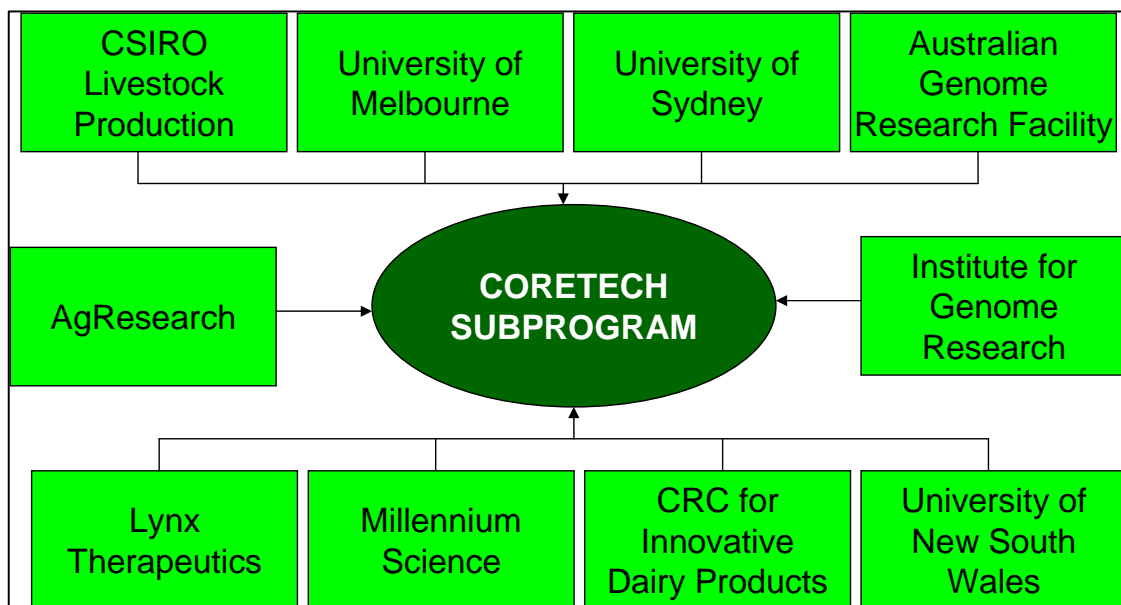 CSIRO
Livestock
Production
University of
Melbourne
University of
Sydney
Australian
Genome
Research Facility
AgResearch
CORETECH
SUBPROGRAM
Institute for
Genome
Research
Lynx
Therapeutics
Millennium
Science
CRC for
Innovative
Dairy Products
University of
New South
Wales